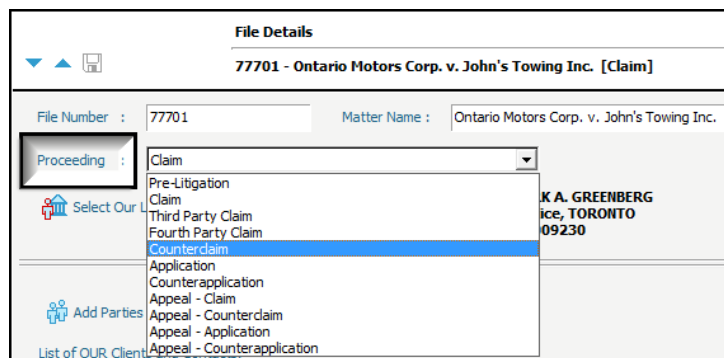 File Details
77701 - Ontario Motors Corp. v. John's Towing Inc. [Claim]
File Number : 77701 Matter Name : Ontario Motors Corp. v. John's Towing Inc.
Proceeding : Claim
Pre-Litigation
Claim
Third Party Claim
Fourth Party Claim
Counterclaim
Application
Counterapplication
Appeal - Claim
Appeal - Counterclaim
Appeal - Application
Appeal - Counterapplication
Select Our L
K A. GREENBERG
ice, TORONTO
09230
Add Parties
List of OUR Client